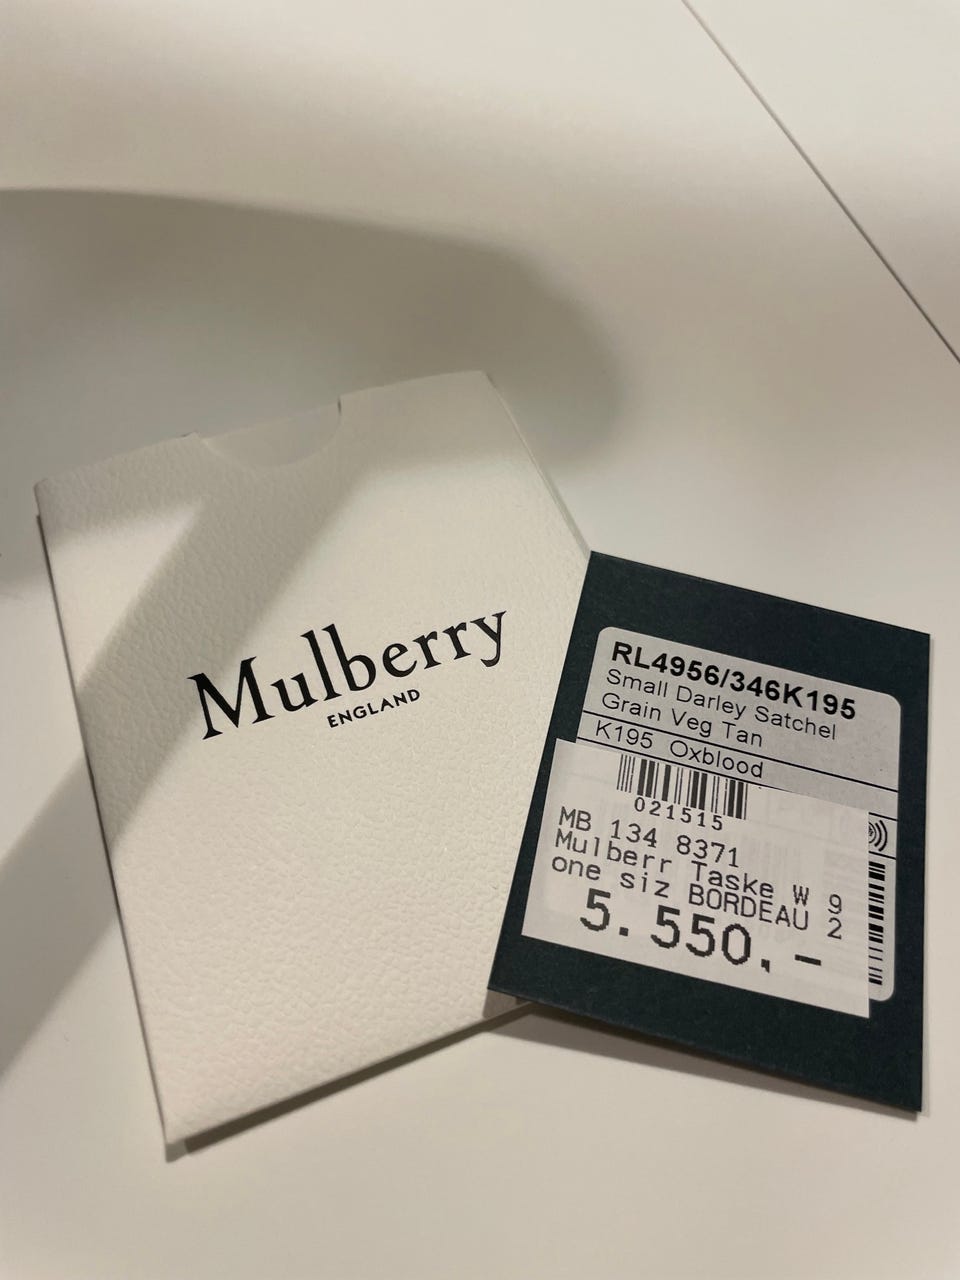 Mulberry
ENGLAND
RL4956/346K195
Small Darley Satchel
Grain Veg Tan
K195 Oxblood
021515
MB 134 8371
Mulberr Taske W 9
one siz BORDEAU 2
5.550,-